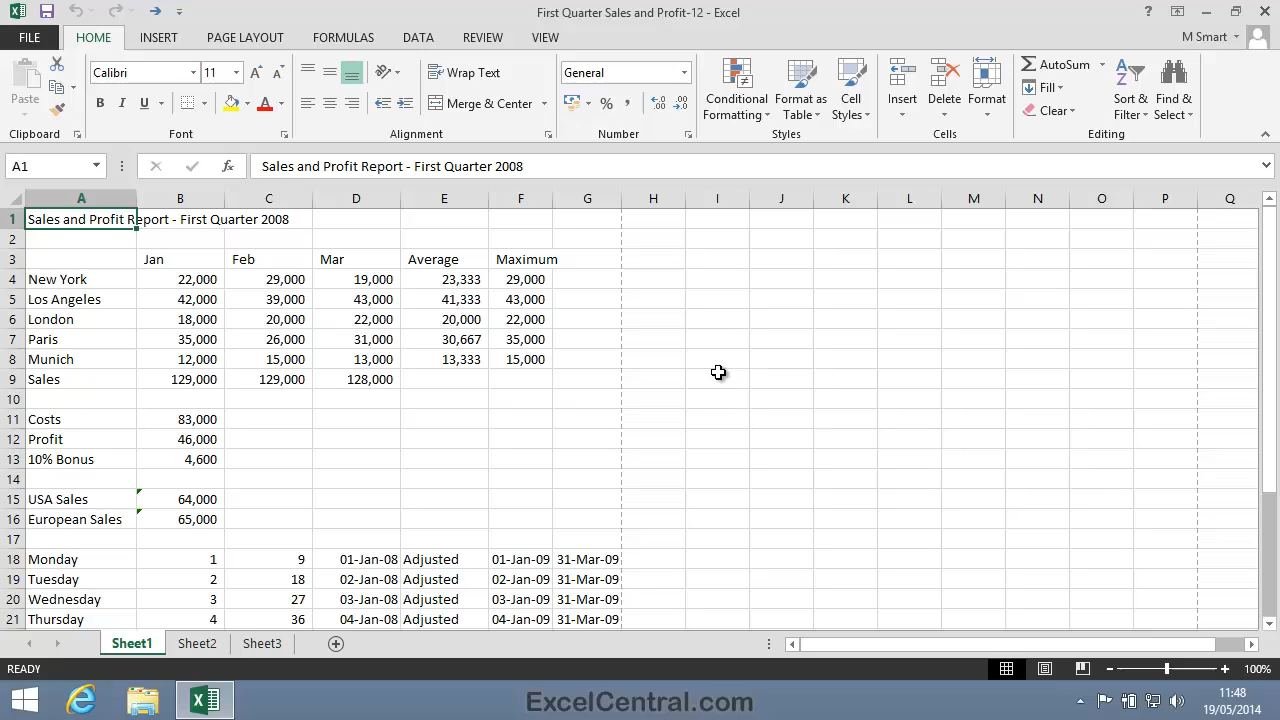 First Quarter Sales and Profit-12 - Excel
FILE HOME INSERT PAGE LAYOUT FORMULAS DATA REVIEW VIEW M Smart
Paste Calibri 11 Wrap Text General Conditional Formatting Format as Table Cell Styles Insert Delete Format AutoSum Fill Clear Sort & Filter Find & Select
B I U Merge & Center % ,
Clipboard Font Alignment Number Styles Cells Editing
A1 fx Sales and Profit Report - First Quarter 2008
A B C D E F G H I J K L M N O P Q
1 Sales and Profit Report - First Quarter 2008
2
3 Jan Feb Mar Average Maximum
4 New York 22,000 29,000 19,000 23,333 29,000
5 Los Angeles 42,000 39,000 43,000 41,333 43,000
6 London 18,000 20,000 22,000 20,000 22,000
7 Paris 35,000 26,000 31,000 30,667 35,000
8 Munich 12,000 15,000 13,000 13,333 15,000
9 Sales 129,000 129,000 128,000
10
11 Costs 83,000
12 Profit 46,000
13 10% Bonus 4,600
14
15 USA Sales 64,000
16 European Sales 65,000
17
18 Monday 1 9 01-Jan-08 Adjusted 01-Jan-09 31-Mar-09
19 Tuesday 2 18 02-Jan-08 Adjusted 02-Jan-09 31-Mar-09
20 Wednesday 3 27 03-Jan-08 Adjusted 03-Jan-09 31-Mar-09
21 Thursday 4 36 04-Jan-08 Adjusted 04-Jan-09 31-Mar-09
Sheet1 Sheet2 Sheet3
READY 100%
ExcelCentral.com
11:48
19/05/2014